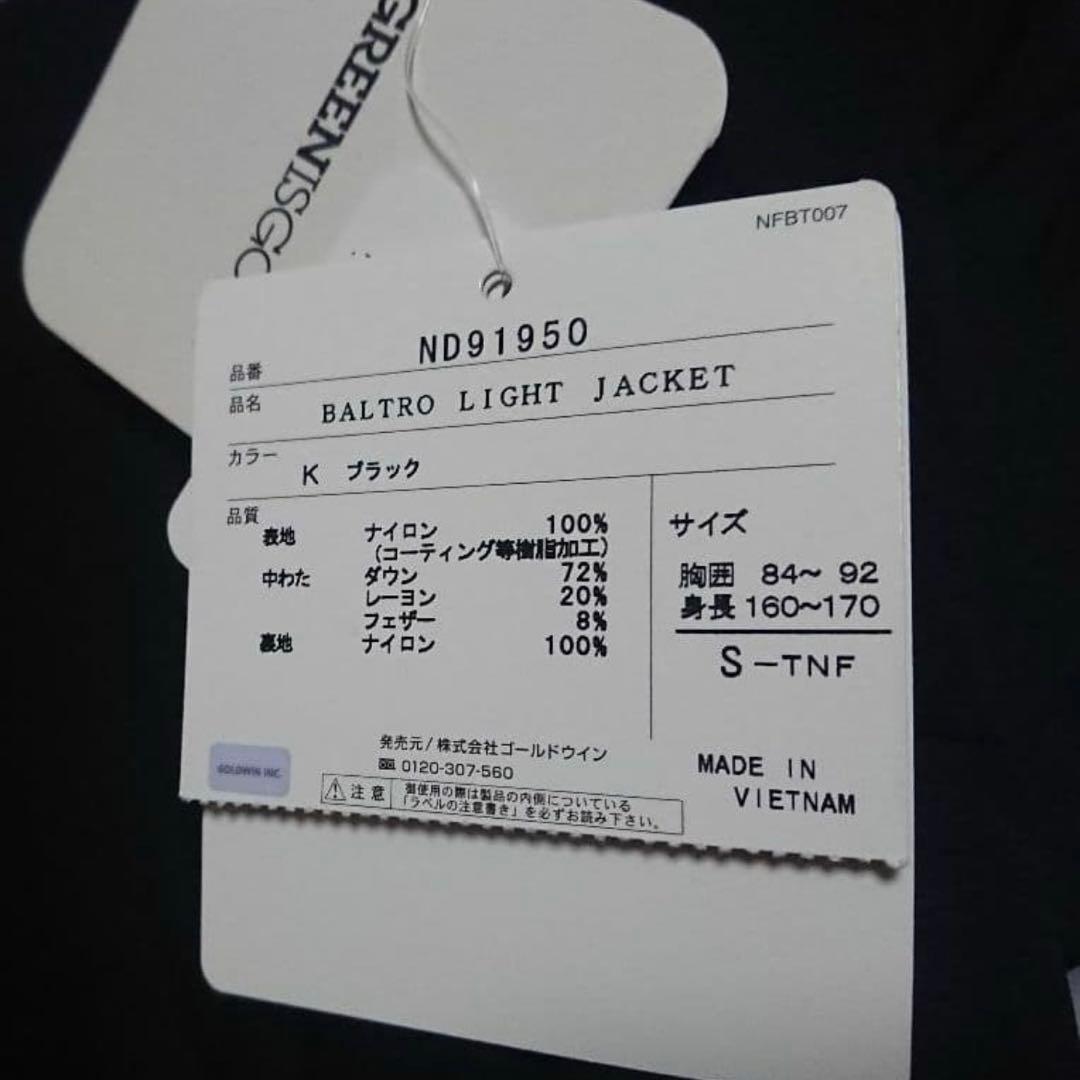 GREENISGO
NFBT007
品番 ND91950
品名 BALTRO LIGHT JACKET
カラー K ブラック
品質
表地 ナイロン 100%
(コーティング等樹脂加工)
中わた ダウン 72%
レーヨン 20%
フェザー 8%
裏地 ナイロン 100%
サイズ
胸囲 84~ 92
身長 160~170
S-TNF
発売元/株式会社ゴールドウイン
0120-307-560
GOLDWIN INC.
注意 御使用の際は製品の内側についている
「ラベルの注意書き」を必ずお読み下さい。
MADE IN
VIETNAM